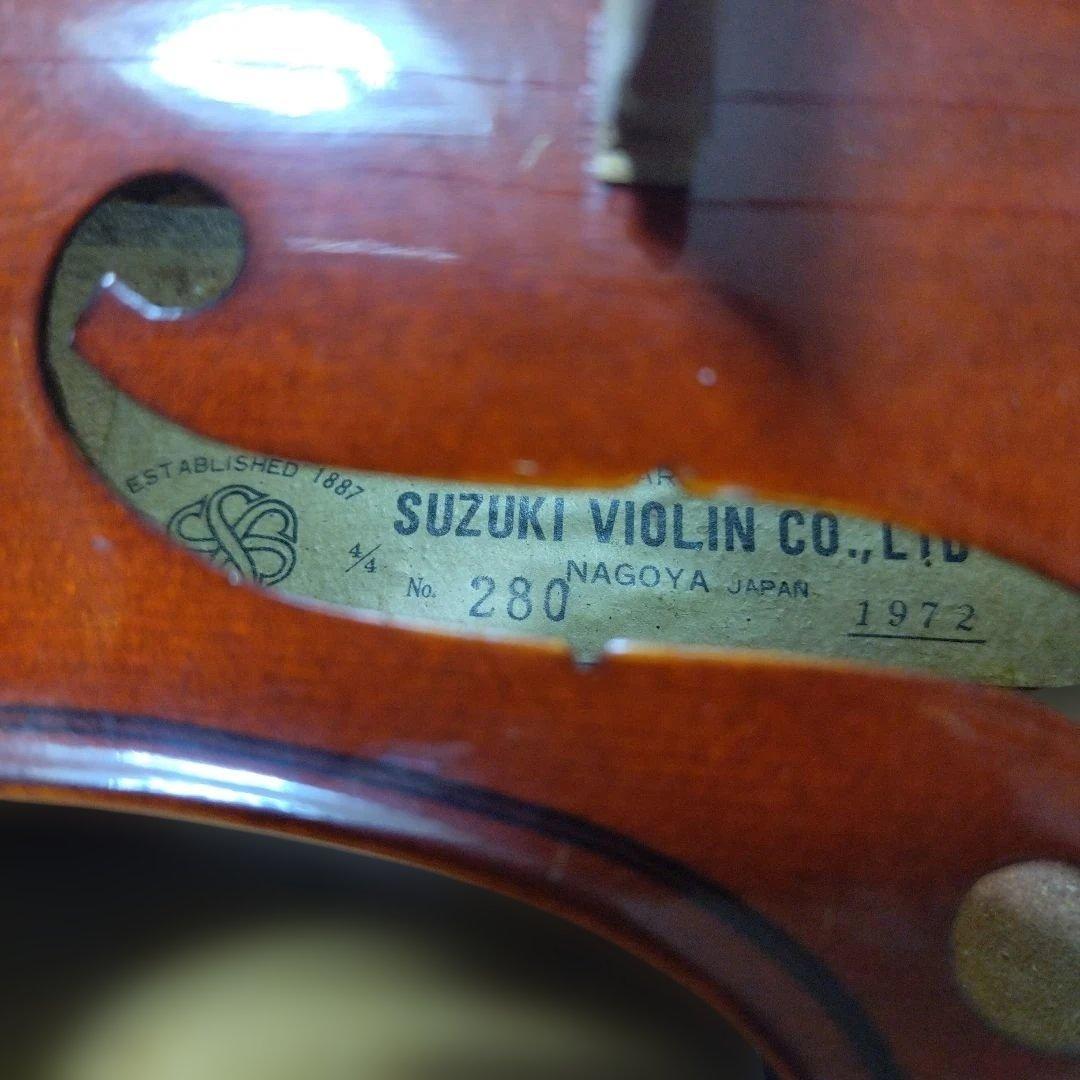 ESTABLISHED 1887
SUZUKI VIOLIN CO., LTD
NAGOYA JAPAN
4/4
No. 280
1972